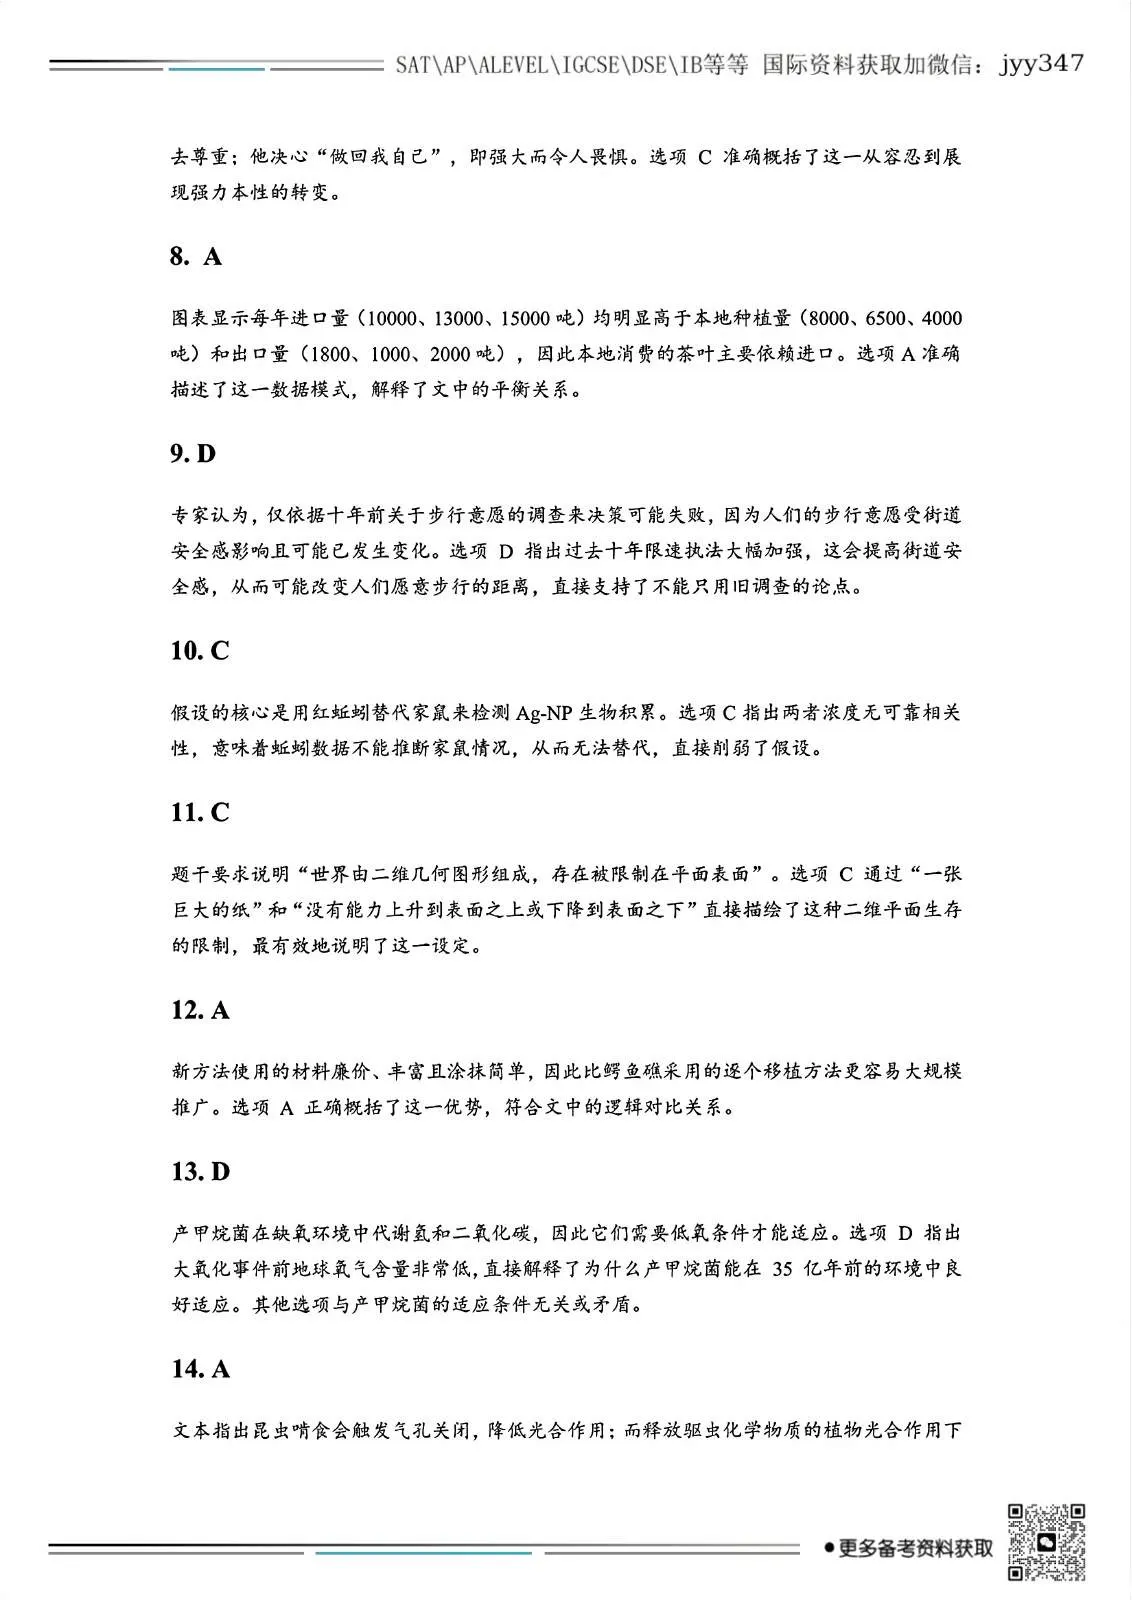 SAT\AP\ALEVEL\IGCSE\DSE\IB等等 国际资料获取加微信：jyy347
去尊重；他决心“做回我自己”，即强大而令人畏惧。选项 C 准确概括了这一从容忍到展
现强力本性的转变。
8. A
图表显示每年进口量（10000、13000、15000 吨）均明显高于本地种植量（8000、6500、4000
吨）和出口量（1800、1000、2000 吨），因此本地消费的茶叶主要依赖进口。选项 A 准确
描述了这一数据模式，解释了文中的平衡关系。
9. D
专家认为，仅依据十年前关于步行意愿的调查来决策可能失败，因为人们的步行意愿受街道
安全感影响且可能已发生变化。选项 D 指出过去十年限速执法大幅加强，这会提高街道安
全感，从而可能改变人们愿意步行的距离，直接支持了不能只用旧调查的论点。
10. C
假设的核心是用红蚯蚓替代家鼠来检测 Ag-NP 生物积累。选项 C 指出两者浓度无可靠相关
性，意味着蚯蚓数据不能推断家鼠情况，从而无法替代，直接削弱了假设。
11. C
题干要求说明“世界由二维几何图形组成，存在被限制在平面表面”。选项 C 通过“一张
巨大的纸”和“没有能力上升到表面之上或下降到表面之下”直接描绘了这种二维平面生存
的限制，最有效地说明了这一设定。
12. A
新方法使用的材料廉价、丰富且涂抹简单，因此比鳄鱼礁采用的逐个移植方法更容易大规模
推广。选项 A 正确概括了这一优势，符合文中的逻辑对比关系。
13. D
产甲烷菌在缺氧环境中代谢氢和二氧化碳，因此它们需要低氧条件才能适应。选项 D 指出
大氧化事件前地球氧气含量非常低，直接解释了为什么产甲烷菌能在 35 亿年前的环境中良
好适应。其他选项与产甲烷菌的适应条件无关或矛盾。
14. A
文本指出昆虫啃食会触发气孔关闭，降低光合作用；而释放驱虫化学物质的植物光合作用下
●更多备考资料获取